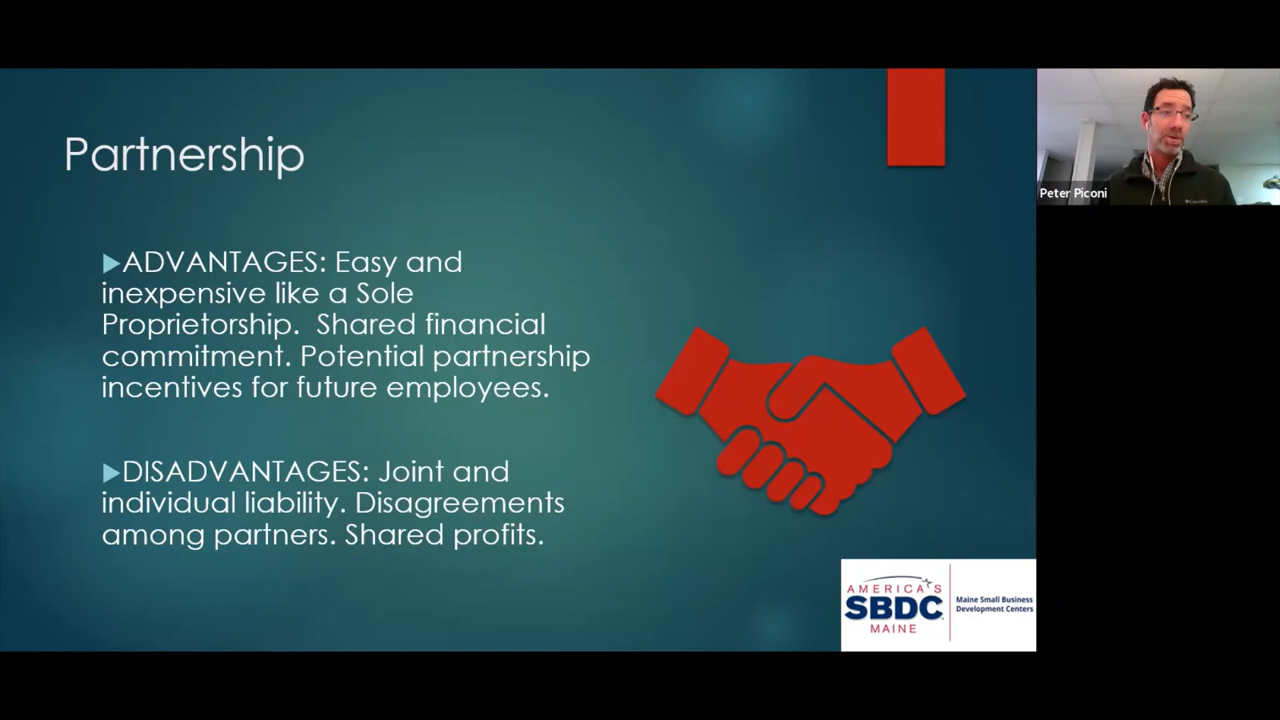 Partnership
ADVANTAGES: Easy and
inexpensive like a Sole
Proprietorship.  Shared financial
commitment. Potential partnership
incentives for future employees.
DISADVANTAGES: Joint and
individual liability. Disagreements
among partners. Shared profits.
Peter Piconi
Columbia
AMERICA'S
SBDC
MAINE
Maine Small Business
Development Centers